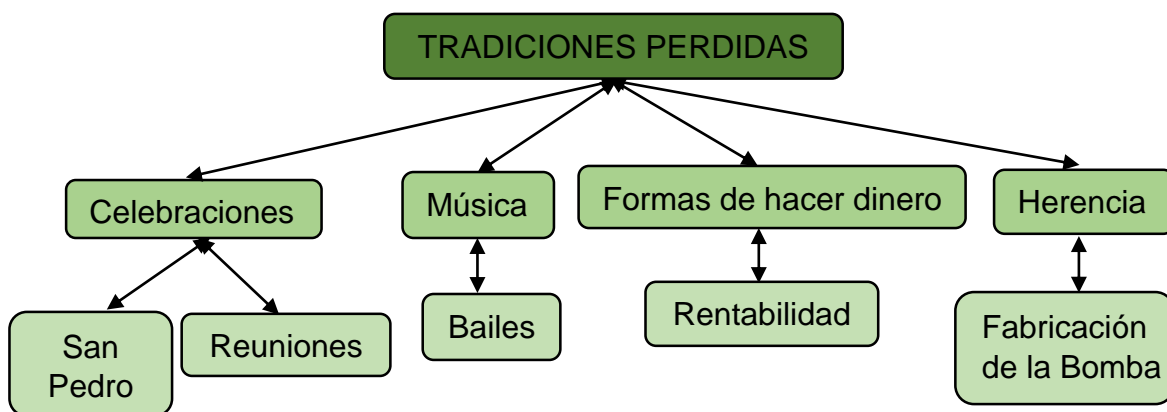 TRADICIONES PERDIDAS
Celebraciones
Música
Formas de hacer dinero
Herencia
San
Pedro
Reuniones
Bailes
Rentabilidad
Fabricación
de la Bomba